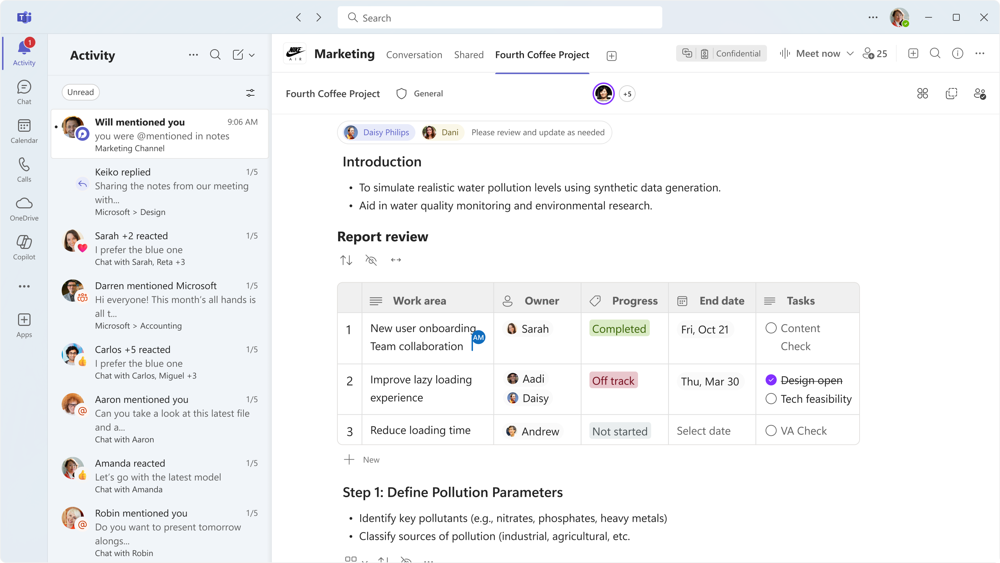 Search
1
Activity
Chat
Calendar
Calls
OneDrive
Copilot
Apps
Activity
Unread
Will mentioned you 9:06 AM
you were @mentioned in notes
Marketing Channel
Keiko replied 1/5
Sharing the notes from our meeting
with...
Microsoft > Design
Sarah +2 reacted 1/5
I prefer the blue one
Chat with Sarah, Reta +3
Darren mentioned Microsoft 1/5
Hi everyone! This month’s all hands is
all t...
Microsoft > Accounting
Carlos +5 reacted 1/5
I prefer the blue one
Chat with Carlos, Miguel +3
Aaron mentioned you 1/5
Can you take a look at this latest file
and a...
Chat with Aaron
Amanda reacted 1/5
Let’s go with the latest model
Chat with Amanda
Robin mentioned you 1/5
Do you want to present tomorrow
alongs...
Chat with Robin
NIKE
AIR
Marketing Conversation Shared Fourth Coffee Project Confidential Meet now 25
Fourth Coffee Project General +5
Daisy Philips Dani Please review and update as needed
Introduction
• To simulate realistic water pollution levels using synthetic data generation.
• Aid in water quality monitoring and environmental research.
Report review
Work area Owner Progress End date Tasks
1 New user onboarding Sarah Completed Fri, Oct 21 Content
AM
Team collaboration Check
2 Improve lazy loading Aadi Off track Thu, Mar 30 Design open
experience Daisy Tech feasibility
3 Reduce loading time Andrew Not started Select date VA Check
New
Step 1: Define Pollution Parameters
• Identify key pollutants (e.g., nitrates, phosphates, heavy metals)
• Classify sources of pollution (industrial, agricultural, etc.